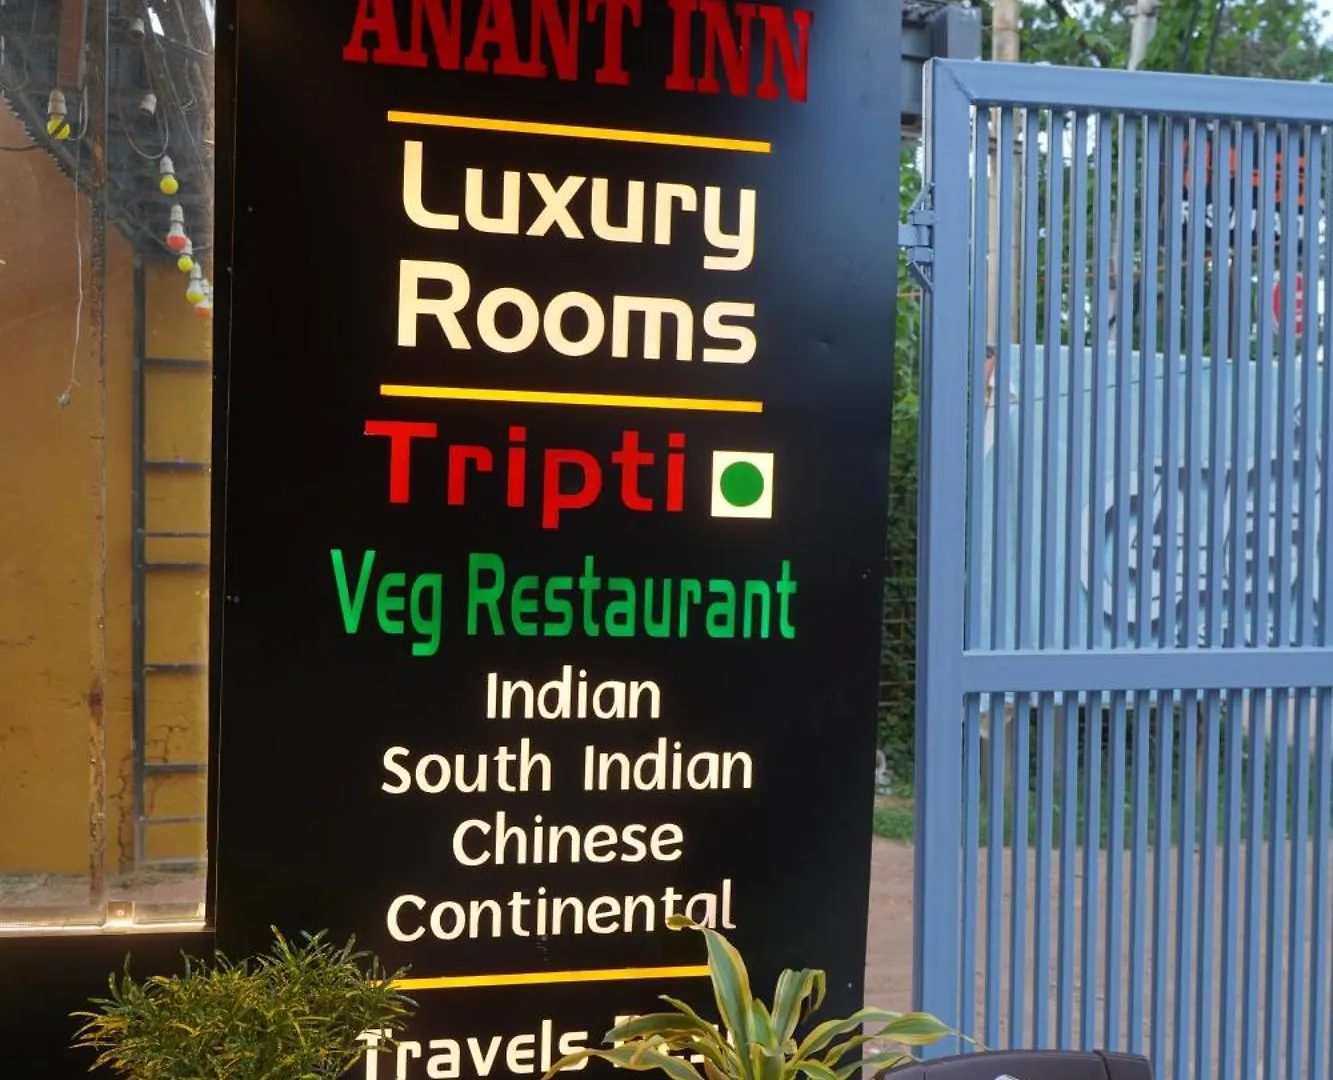 ANANT INN
Luxury
Rooms
Tripti
Veg Restaurant
Indian
South Indian
Chinese
Continental
Travels